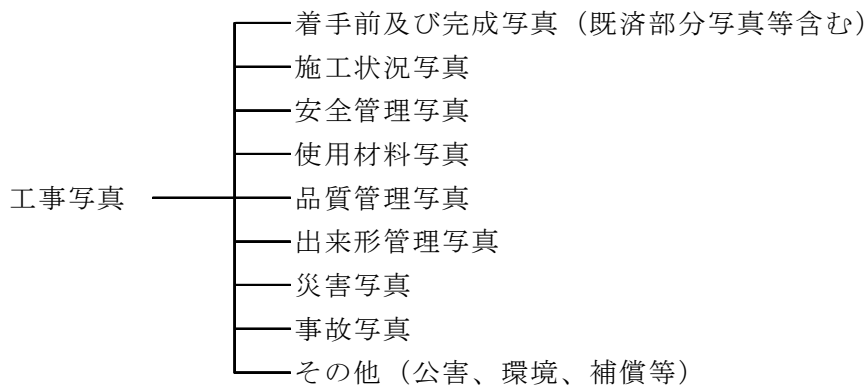 着手前及び完成写真（既済部分写真等含む）
施工状況写真
安全管理写真
使用材料写真
工事写真　品質管理写真
出来形管理写真
災害写真
事故写真
その他（公害、環境、補償等）